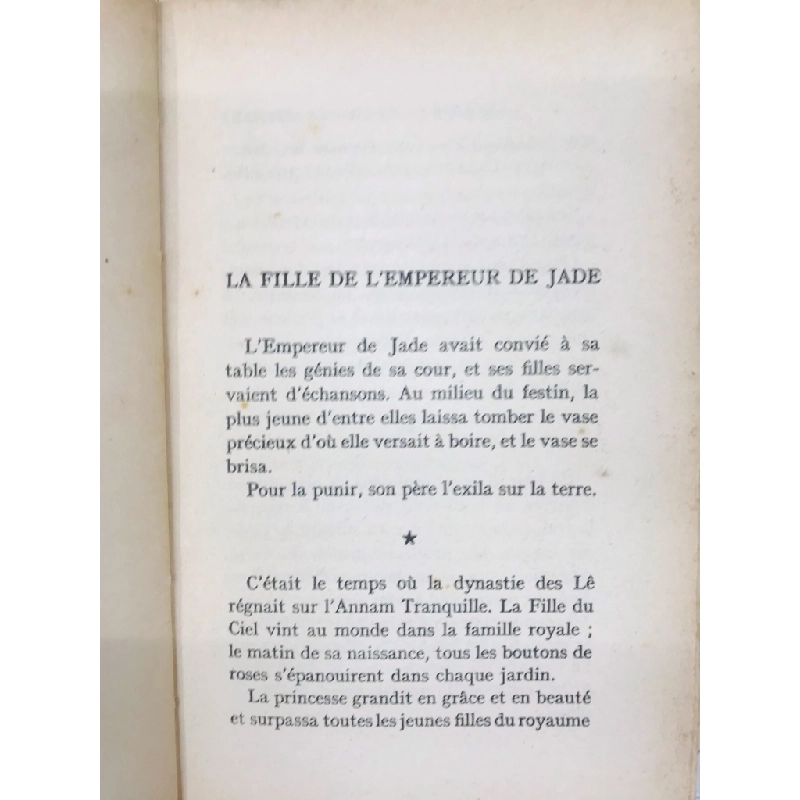 LA FILLE DE L'EMPEREUR DE JADE
L'Empereur de Jade avait convié à sa
table les génies de sa cour, et ses filles ser-
vaient d'échansons. Au milieu du festin, la
plus jeune d'entre elles laissa tomber le vase
précieux d'où elle versait à boire, et le vase se
brisa.
Pour la punir, son père l'exila sur la terre.
★
C'était le temps où la dynastie des Lê
régnait sur l'Annam Tranquille. La Fille du
Ciel vint au monde dans la famille royale ;
le matin de sa naissance, tous les boutons de
roses s'épanouirent dans chaque jardin.
La princesse grandit en grâce et en beauté
et surpassa toutes les jeunes filles du royaume